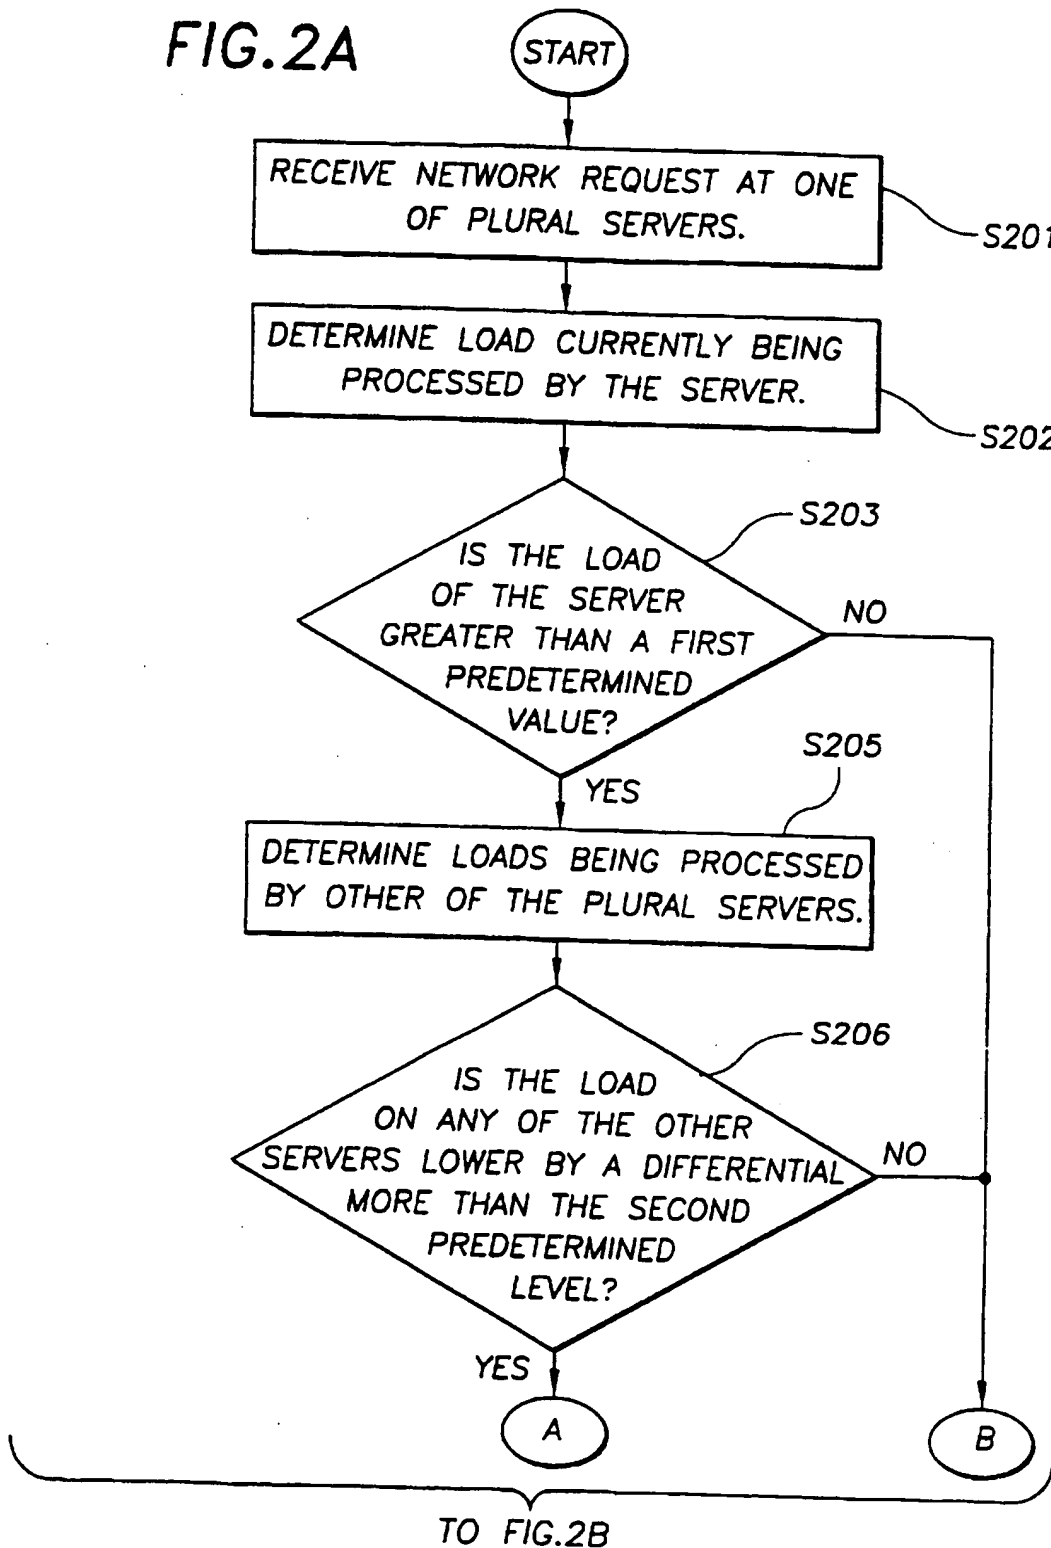 FIG.2A
START
RECEIVE NETWORK REQUEST AT ONE
OF PLURAL SERVERS.
S201
DETERMINE LOAD CURRENTLY BEING
PROCESSED BY THE SERVER.
S202
S203
IS THE LOAD
OF THE SERVER
GREATER THAN A FIRST
PREDETERMINED
VALUE?
NO
YES
S205
DETERMINE LOADS BEING PROCESSED
BY OTHER OF THE PLURAL SERVERS.
S206
IS THE LOAD
ON ANY OF THE OTHER
SERVERS LOWER BY A DIFFERENTIAL
MORE THAN THE SECOND
PREDETERMINED
LEVEL?
NO
YES
A
B
TO FIG.2B